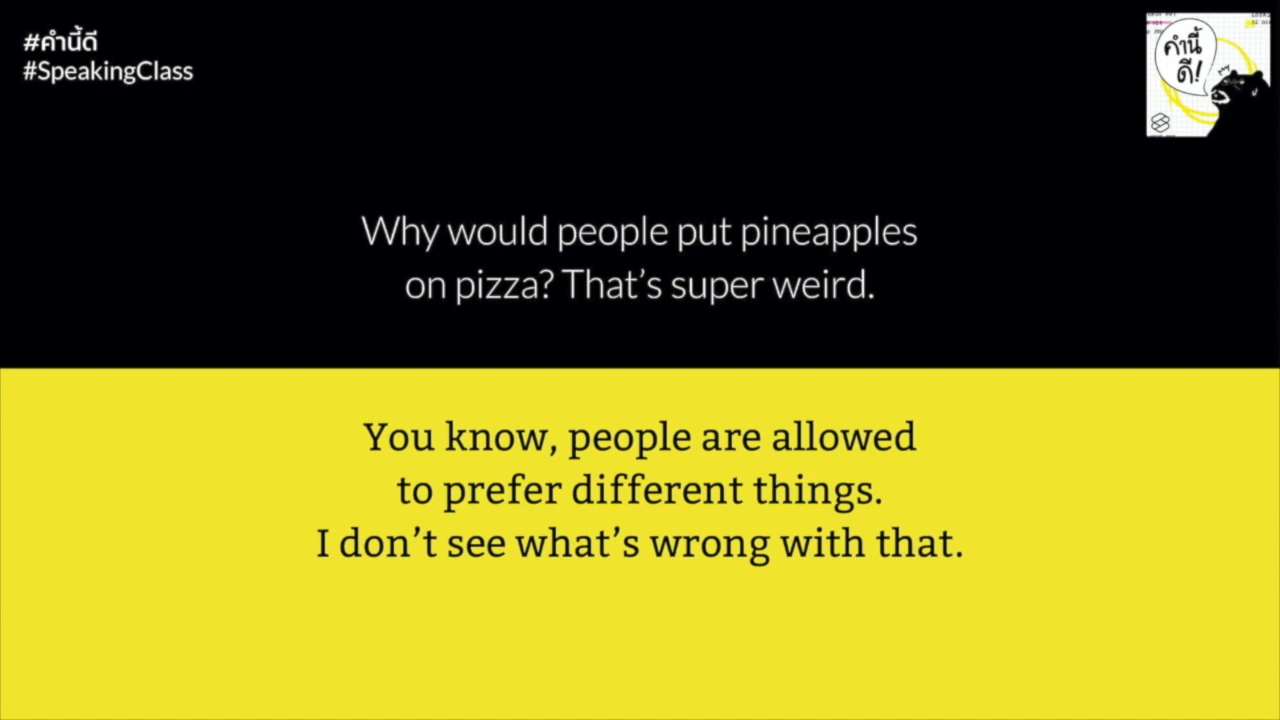 #คำนี้ดี
#SpeakingClass
คำนี้
ดี!
Why would people put pineapples
on pizza? That's super weird.
You know, people are allowed
to prefer different things.
I don't see what's wrong with that.